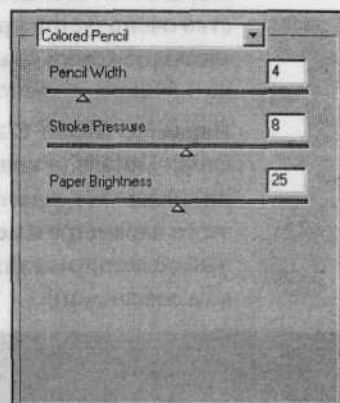 Colored Pencil
Pencil Width 4
Stroke Pressure 8
Paper Brightness 25